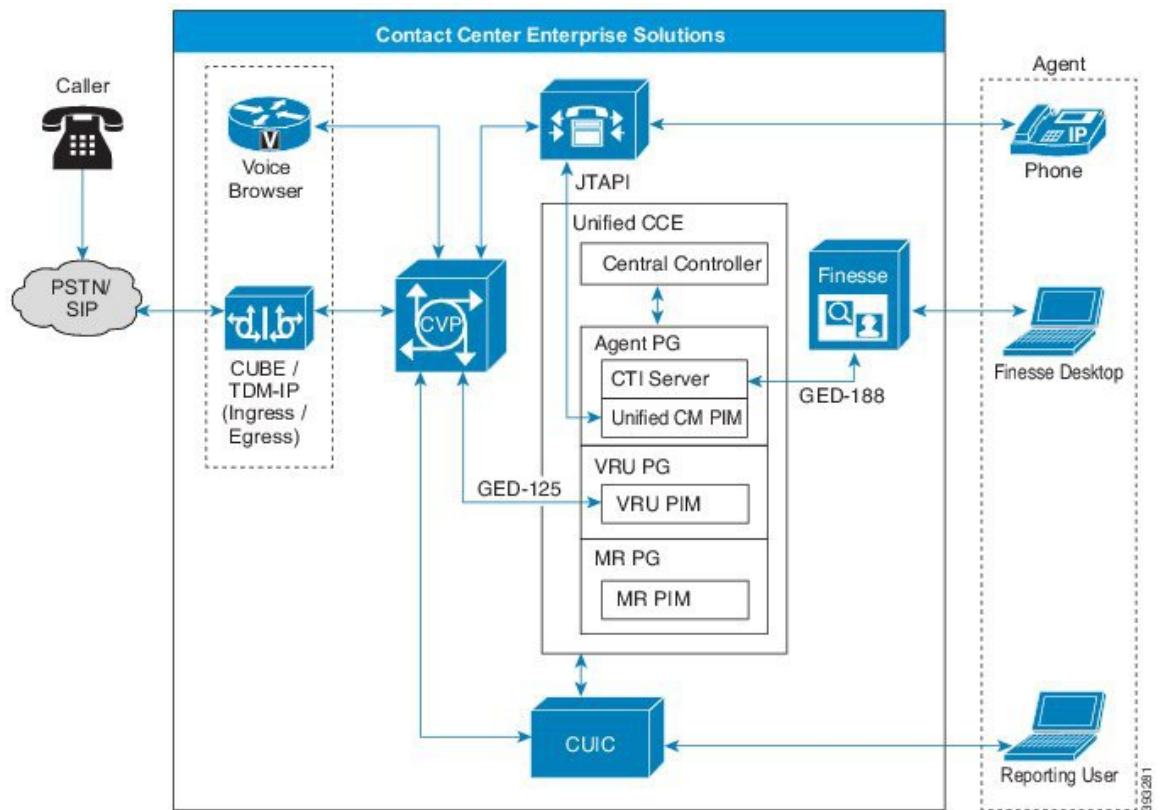 Contact Center Enterprise Solutions
Caller
PSTN/
SIP
V
Voice
Browser
CUBE /
TDM-IP
(Ingress /
Egress)
CVP
JTAPI
Unified CCE
Central Controller
Agent PG
CTI Server
Unified CM PIM
GED-125
VRU PG
VRU PIM
MR PG
MR PIM
CUIC
Finesse
GED-188
Agent
IP
Phone
Finesse Desktop
Reporting User
393281